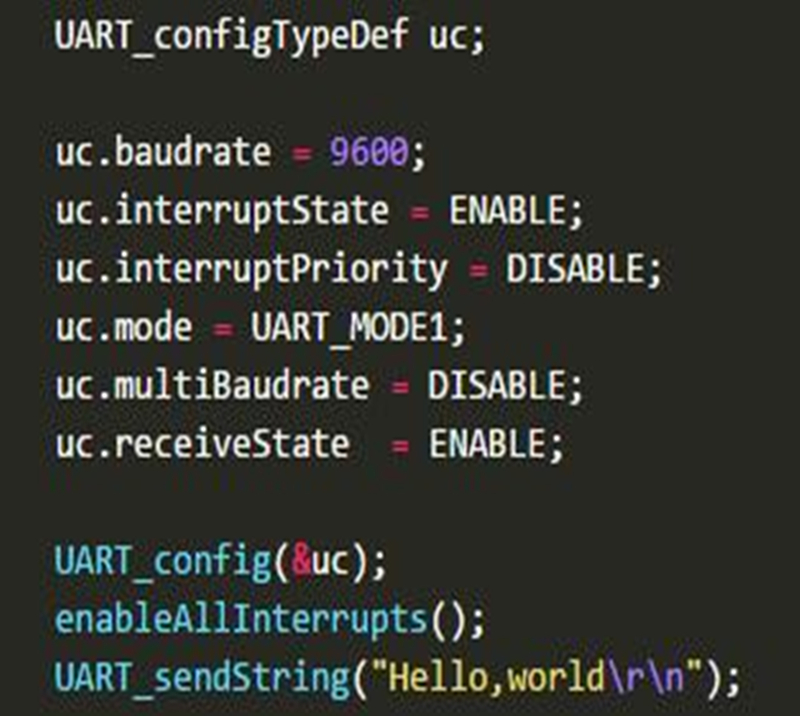 UART_configTypeDef uc;
uc.baudrate = 9600;
uc.interruptState = ENABLE;
uc.interruptPriority = DISABLE;
uc.mode = UART_MODE1;
uc.multiBaudrate = DISABLE;
uc.receiveState  = ENABLE;
UART_config(&uc);
enableAllInterrupts();
UART_sendString("Hello,world\r\n");